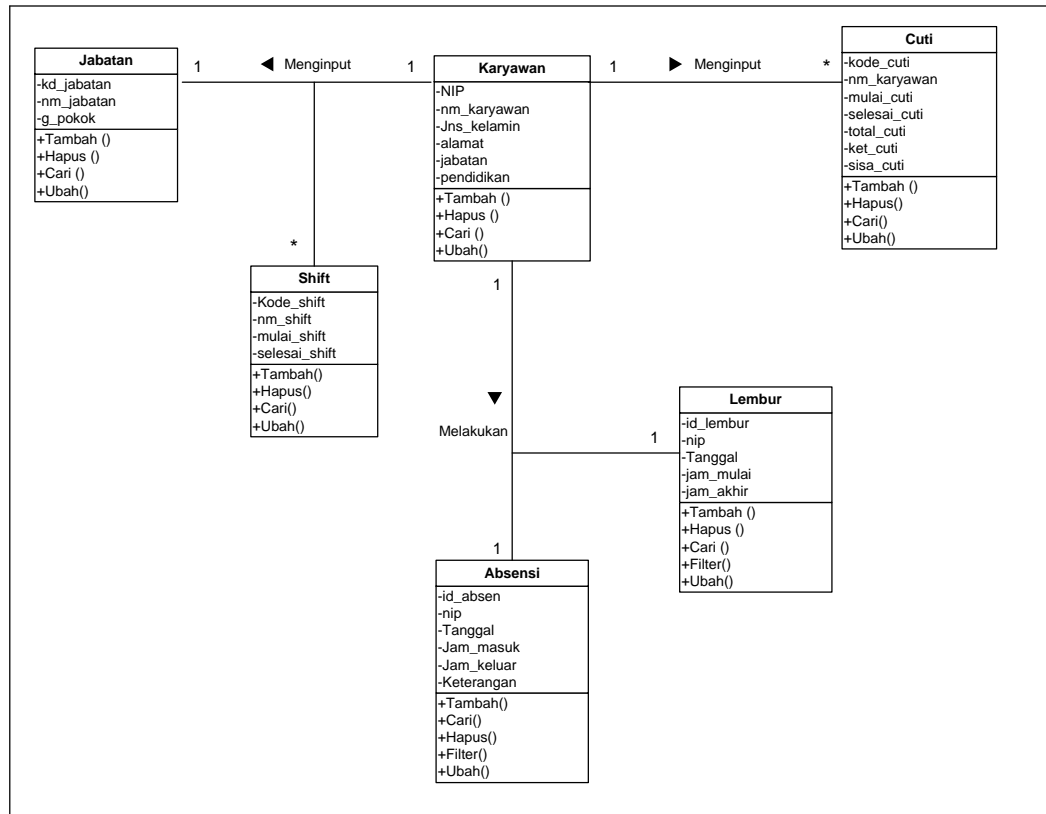 Jabatan
-kd_jabatan
-nm_jabatan
-g_pokok
+Tambah ()
+Hapus ()
+Cari ()
+Ubah()
1
Menginput
1
Karyawan
-NIP
-nm_karyawan
-Jns_kelamin
-alamat
-jabatan
-pendidikan
+Tambah ()
+Hapus ()
+Cari ()
+Ubah()
1
Menginput
*
Cuti
-kode_cuti
-nm_karyawan
-mulai_cuti
-selesai_cuti
-total_cuti
-ket_cuti
-sisa_cuti
+Tambah ()
+Hapus()
+Cari()
+Ubah()
*
Shift
-Kode_shift
-nm_shift
-mulai_shift
-selesai_shift
+Tambah()
+Hapus()
+Cari()
+Ubah()
1
Melakukan
1
Lembur
-id_lembur
-nip
-Tanggal
-jam_mulai
-jam_akhir
+Tambah ()
+Hapus ()
+Cari ()
+Filter()
+Ubah()
1
Absensi
-id_absen
-nip
-Tanggal
-Jam_masuk
-Jam_keluar
-Keterangan
+Tambah()
+Cari()
+Hapus()
+Filter()
+Ubah()